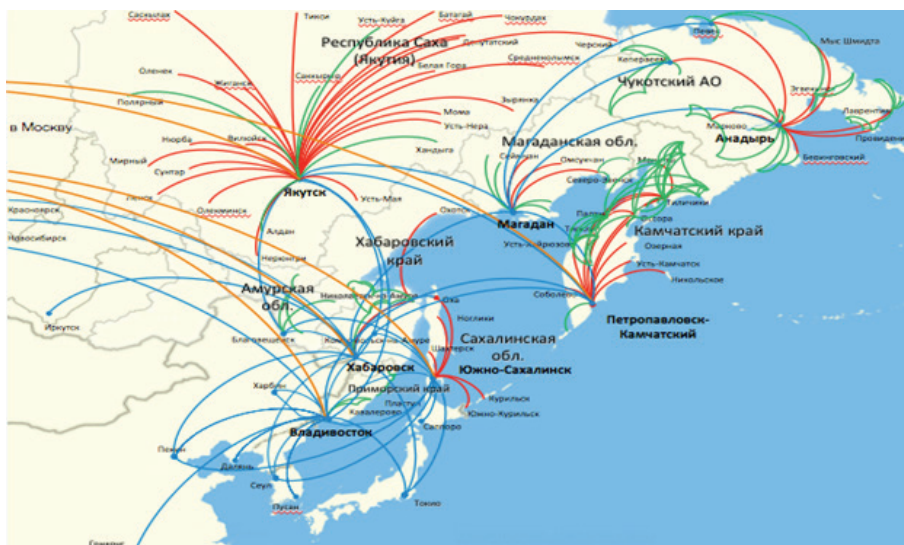 Саскылах
Тикси
Усть-Куйга
Батагай
Чокурдах
Республика Саха
(Якутия)
Депутатский
Черский
Певек
Мыс Шмидта
Среднеколымск
Кепервеем
Оленек
Жиганск
Саккырыр
Белая Гора
Чукотский АО
Эгвекинот
Полярный
Зырянка
Лаврентия
в Москву
Мома
Марково
Анадырь
Провидения
Нюрба
Вилюйск
Усть-Нера
Магаданская обл.
Хандыга
Сеймчан
Омсукчан
Беринговский
Мирный
Сунтар
Северо-Эвенск
Ленск
Якутск
Усть-Мая
Тиличики
Красноярск
Олекминск
Охотск
Магадан
Палана
Оссора
Камчатский край
Новосибирск
Алдан
Хабаровский
край
Усть-Хайрюзово
Озерная
Нерюнгри
Усть-Камчатск
Никольское
Амурская
обл.
Николаевск-на-Амуре
Оха
Соболево
Иркутск
Ноглики
Петропавловск-
Камчатский
Благовещенск
Комсомольск-на-Амуре
Сахалинская
обл.
Шахтерск
Хабаровск
Южно-Сахалинск
Харбин
Приморский край
Пластун
Курильск
Кавалерово
Южно-Курильск
Владивосток
Саппоро
Пекин
Далянь
Сеул
Пусан
Токио